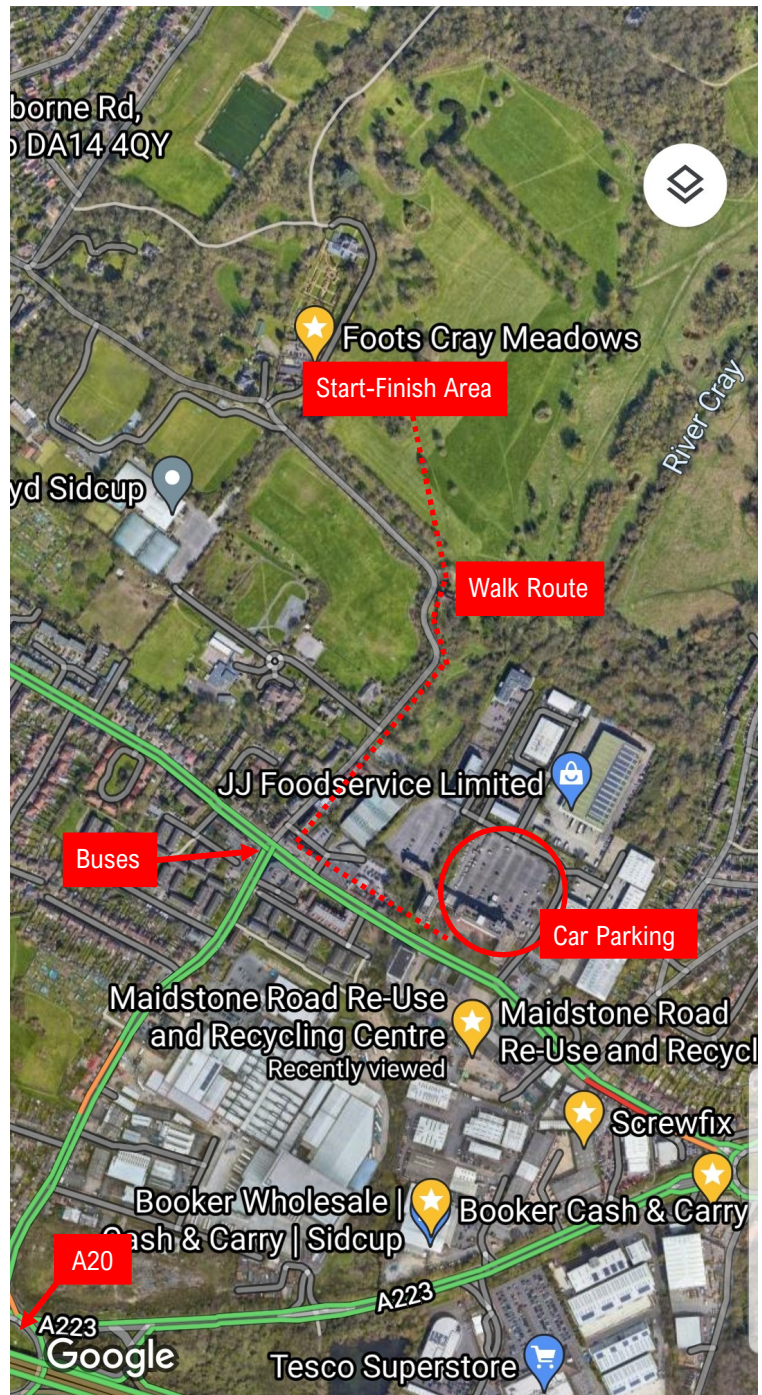 borne Rd,
DA14 4QY
Foots Cray Meadows
Start-Finish Area
River Cray
yd Sidcup
Walk Route
JJ Foodservice Limited
Buses
Car Parking
Maidstone Road Re-Use
and Recycling Centre
Recently viewed
Maidstone Road
Re-Use and Recycl
Screwfix
Booker Wholesale |
Cash & Carry | Sidcup
Booker Cash & Carry
A20
A223
A223
Google
Tesco Superstore